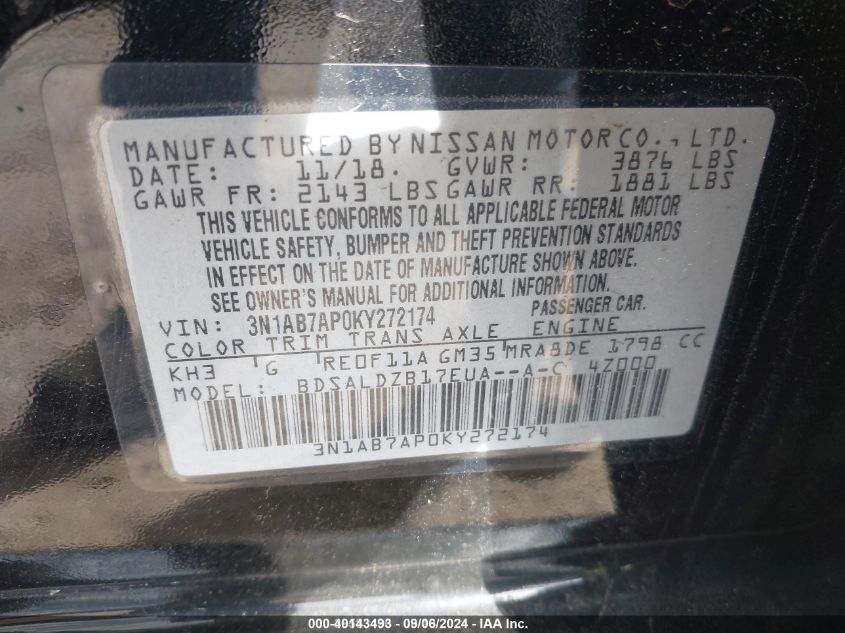 MANUFACTURED BY NISSAN MOTOR CO., LTD.
DATE: 11/18. GVWR: 3876 LBS
GAWR FR: 2143 LBS GAWR RR: 1881 LBS
THIS VEHICLE CONFORMS TO ALL APPLICABLE FEDERAL MOTOR
VEHICLE SAFETY, BUMPER AND THEFT PREVENTION STANDARDS
IN EFFECT ON THE DATE OF MANUFACTURE SHOWN ABOVE.
SEE OWNER'S MANUAL FOR ADDITIONAL INFORMATION.
VIN: 3N1AB7AP0KY272174 PASSENGER CAR.
COLOR TRIM TRANS AXLE ENGINE
KH3 G RE0F11A GM35 MRA8DE 1798 CC
MODEL: BDSALDZB17EUA--A-C 4Z000
3N1AB7AP0KY272174
000-40143493 - 09/06/2024 - IAA Inc.